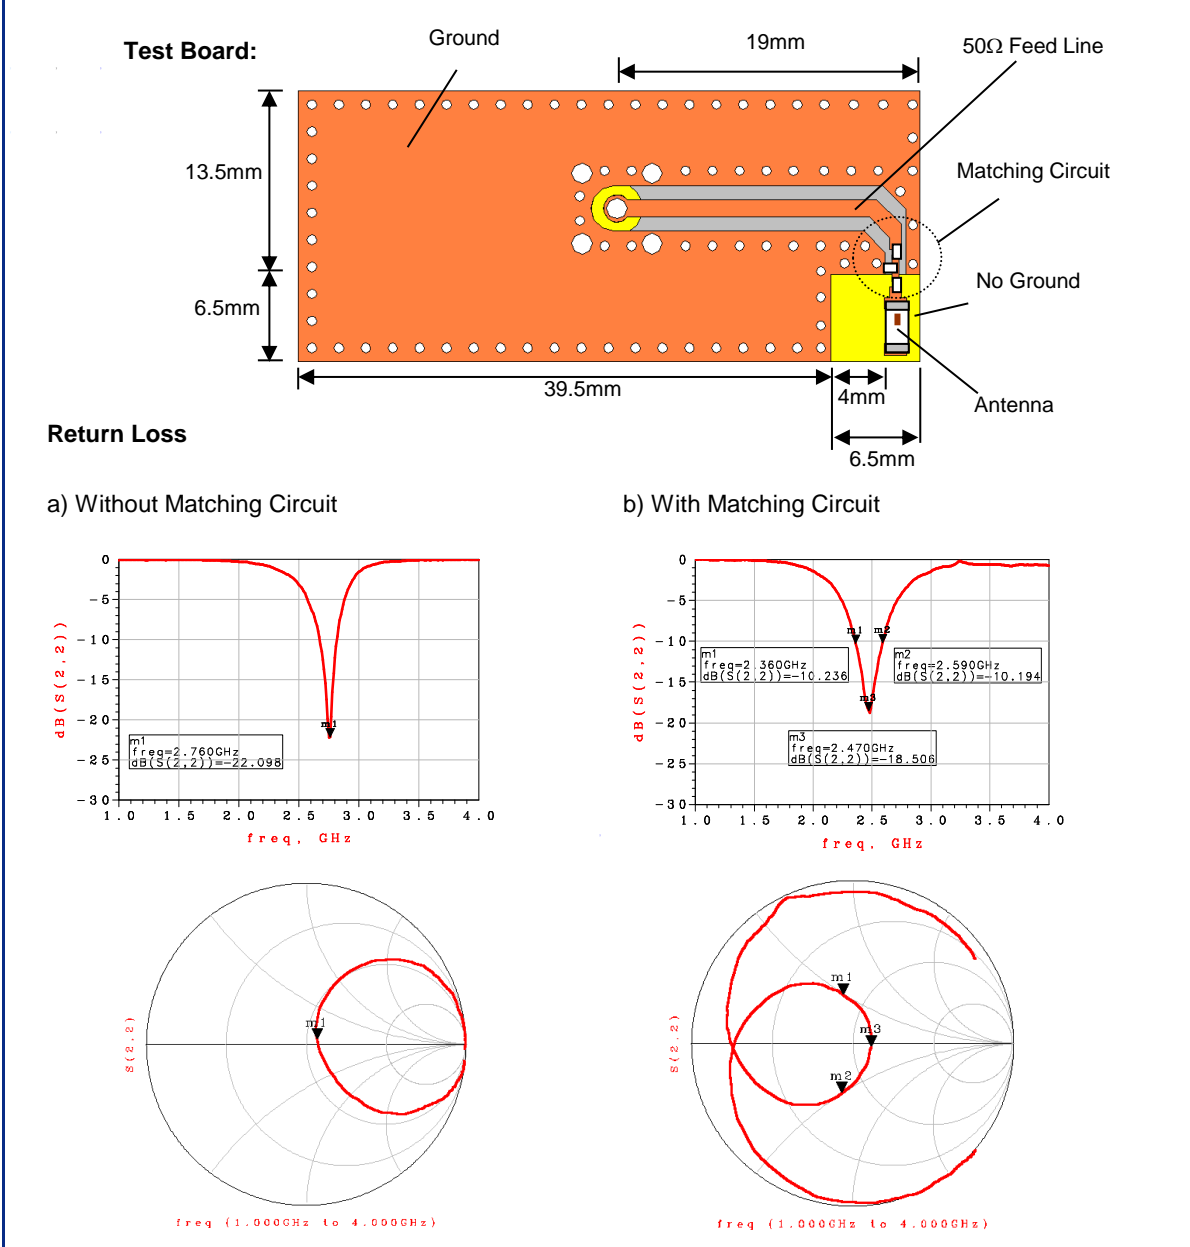 Test Board:
Ground
19mm
50Ω Feed Line
13.5mm
Matching Circuit
6.5mm
No Ground
39.5mm
4mm
Antenna
6.5mm
Return Loss
a) Without Matching Circuit
b) With Matching Circuit
0
-5
-10
-15
-20
-25
-30
dB(S(2,2))
m1
m1
freq=2.760GHz
dB(S(2,2))=-22.098
1.0 1.5 2.0 2.5 3.0 3.5 4.0
freq, GHz
0
-5
-10
-15
-20
-25
-30
dB(S(2,2))
m1
m2
m3
m1
freq=2.360GHz
dB(S(2,2))=-10.236
m2
freq=2.590GHz
dB(S(2,2))=-10.194
m3
freq=2.470GHz
dB(S(2,2))=-18.506
1.0 1.5 2.0 2.5 3.0 3.5 4.0
freq, GHz
S(2,2)
m1
freq (1.000GHz to 4.000GHz)
S(2,2)
m1
m3
m2
freq (1.000GHz to 4.000GHz)